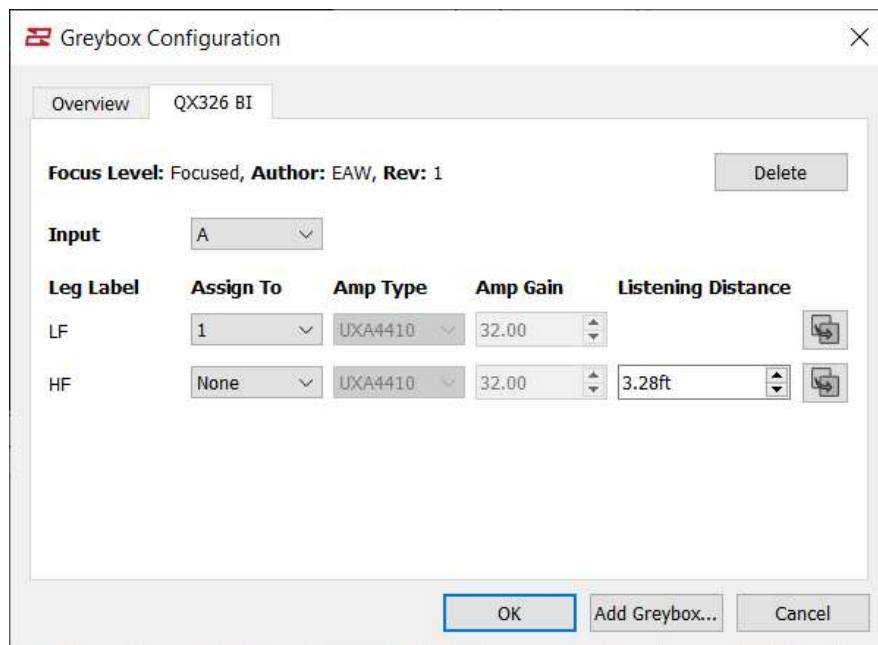 Greybox Configuration
Overview QX326 BI
Focus Level: Focused, Author: EAW, Rev: 1 Delete
Input A
Leg Label Assign To Amp Type Amp Gain Listening Distance
LF 1 UXA4410 32.00
HF None UXA4410 32.00 3.28ft
OK Add Greybox... Cancel